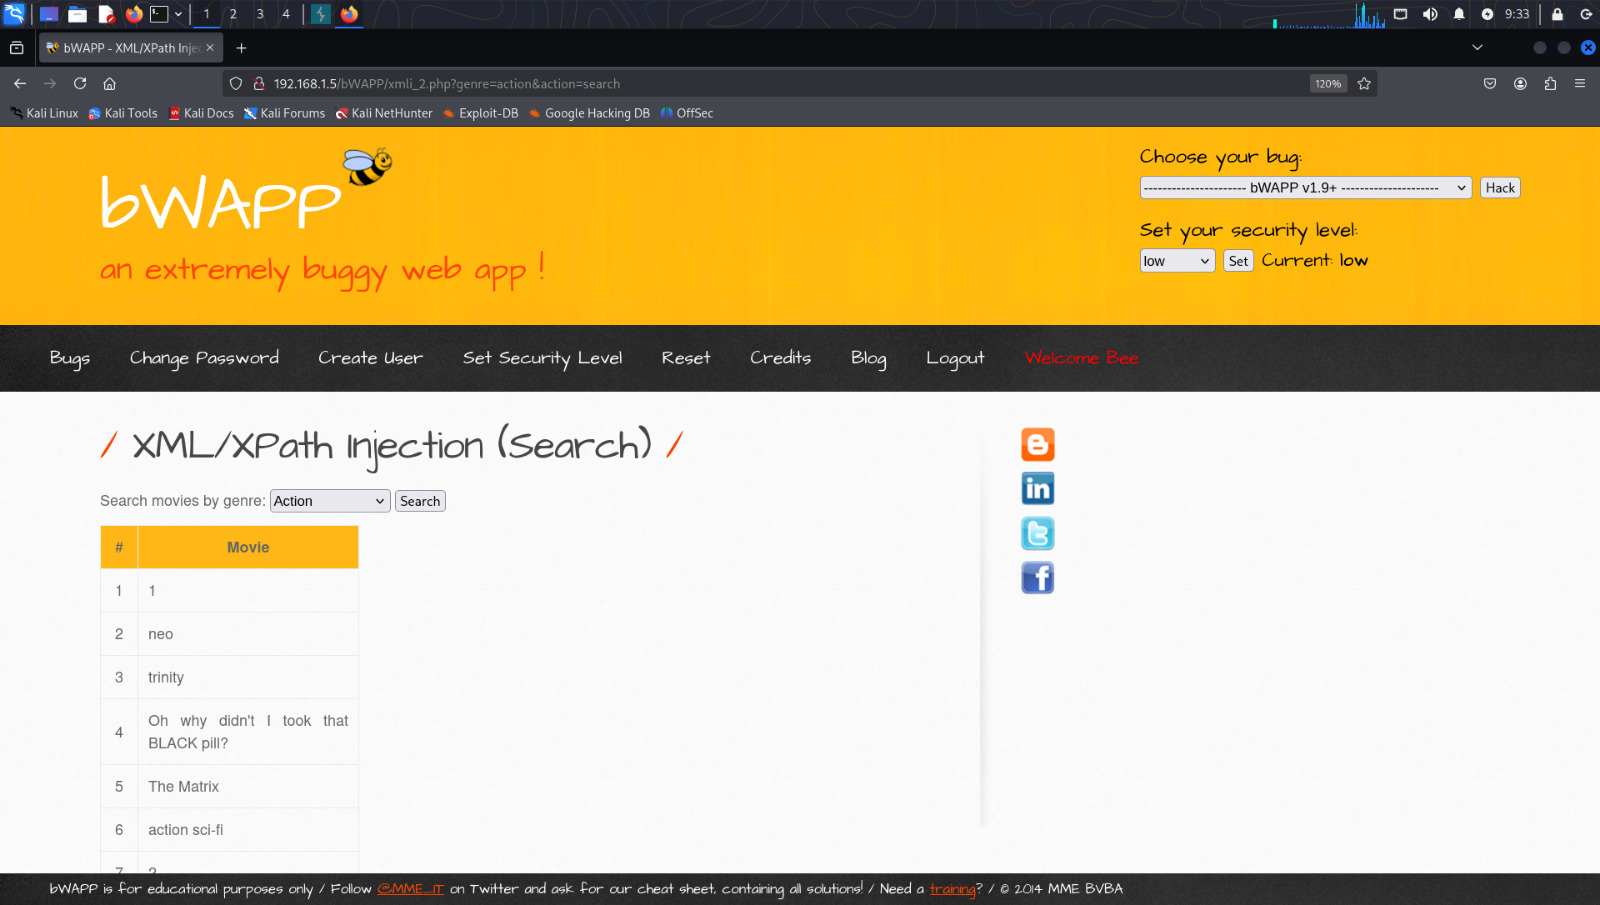 1 2 3 4 9:33
bWAPP - XML/XPath Injec
192.168.1.5/bWAPP/xmli_2.php?genre=action&action=search 120%
Kali Linux Kali Tools Kali Docs Kali Forums Kali NetHunter Exploit-DB Google Hacking DB OffSec
bWAPP
an extremely buggy web app !
Choose your bug:
---------------------- bWAPP v1.9+ --------------------- Hack
Set your security level:
low Set Current: low
Bugs Change Password Create User Set Security Level Reset Credits Blog Logout Welcome Bee
/ XML/XPath Injection (Search) /
Search movies by genre: Action Search
# Movie
1 1
2 neo
3 trinity
4 Oh why didn't I took that
BLACK pill?
5 The Matrix
6 action sci-fi
7 2
bWAPP is for educational purposes only / Follow @MME_IT on Twitter and ask for our cheat sheet, containing all solutions! / Need a training? / © 2014 MME BVBA